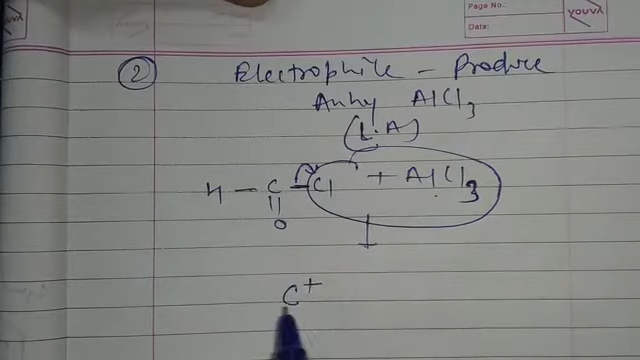 Page No.:
Date:
YOUVA
② Electrophile - Produce
Anhy AlCl3
(L.A)
H - C - Cl + AlCl3
||
O
C+